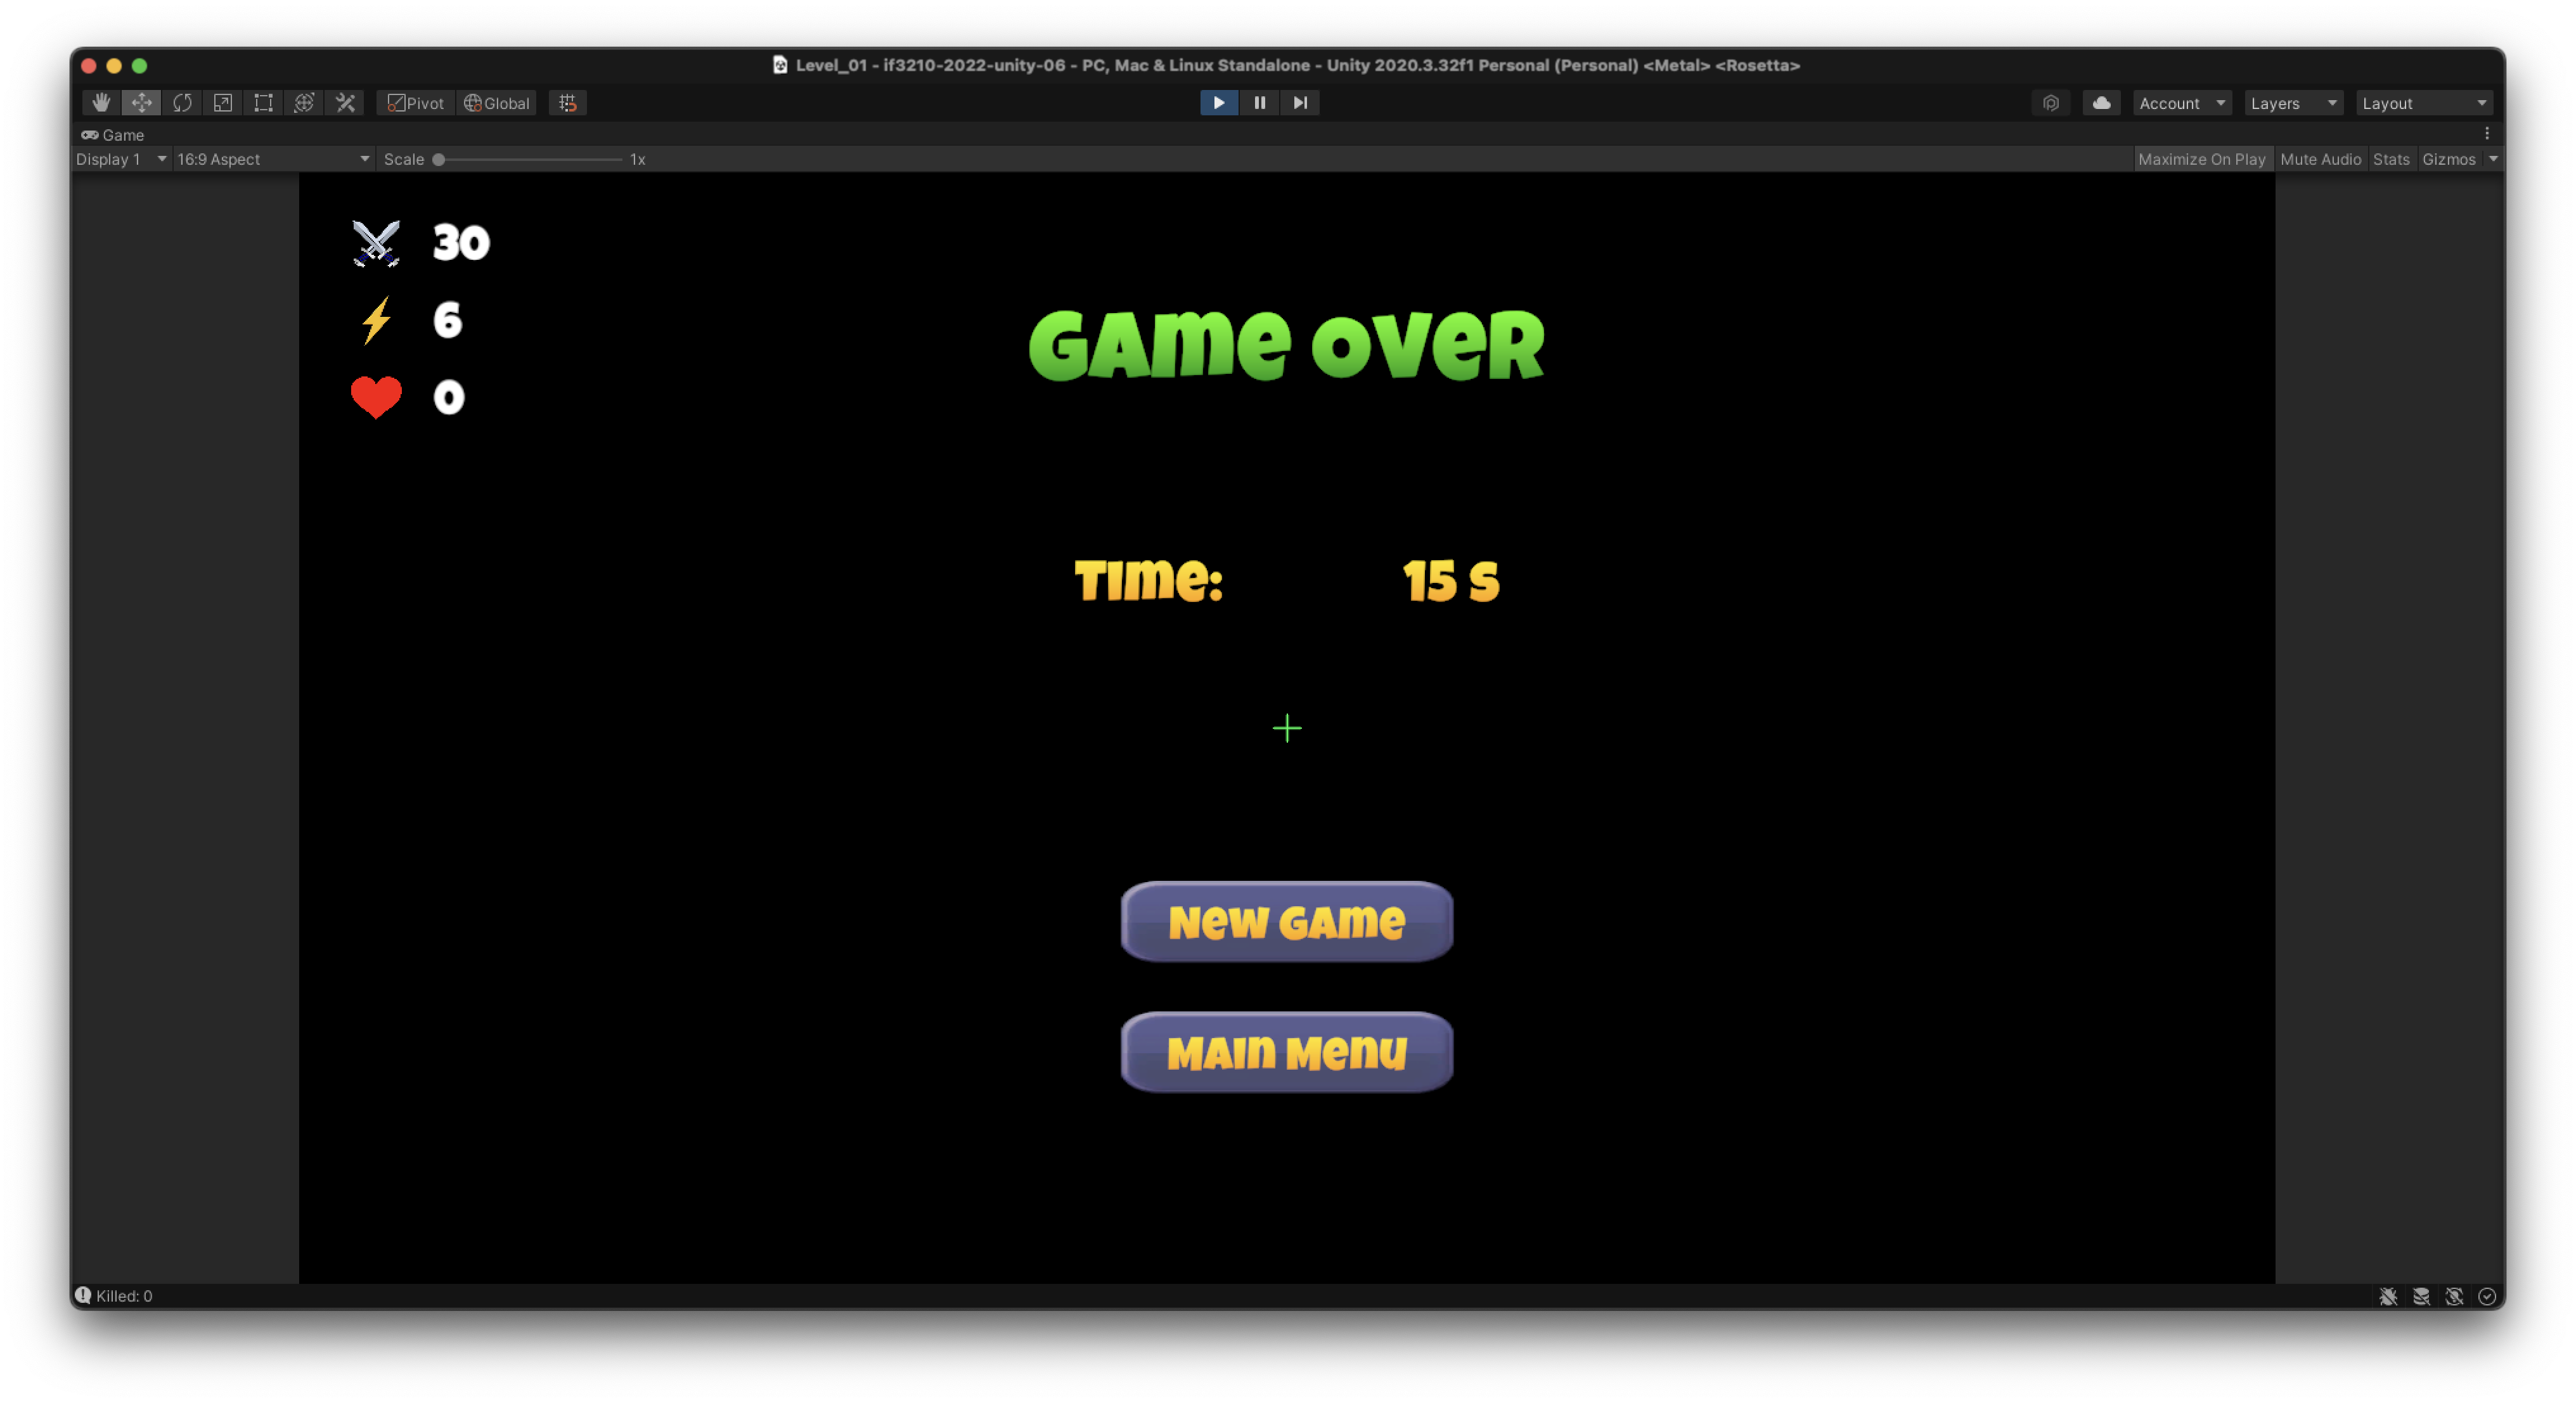 Level_01 - if3210-2022-unity-06 - PC, Mac & Linux Standalone - Unity 2020.3.32f1 Personal (Personal) <Metal> <Rosetta>
Pivot Global Account Layers Layout
Game
Display 1 16:9 Aspect Scale 1x Maximize On Play Mute Audio Stats Gizmos
30
6
0
GAme OVeR
Time: 15 S
New GAme
MAin Menu
Killed: 0